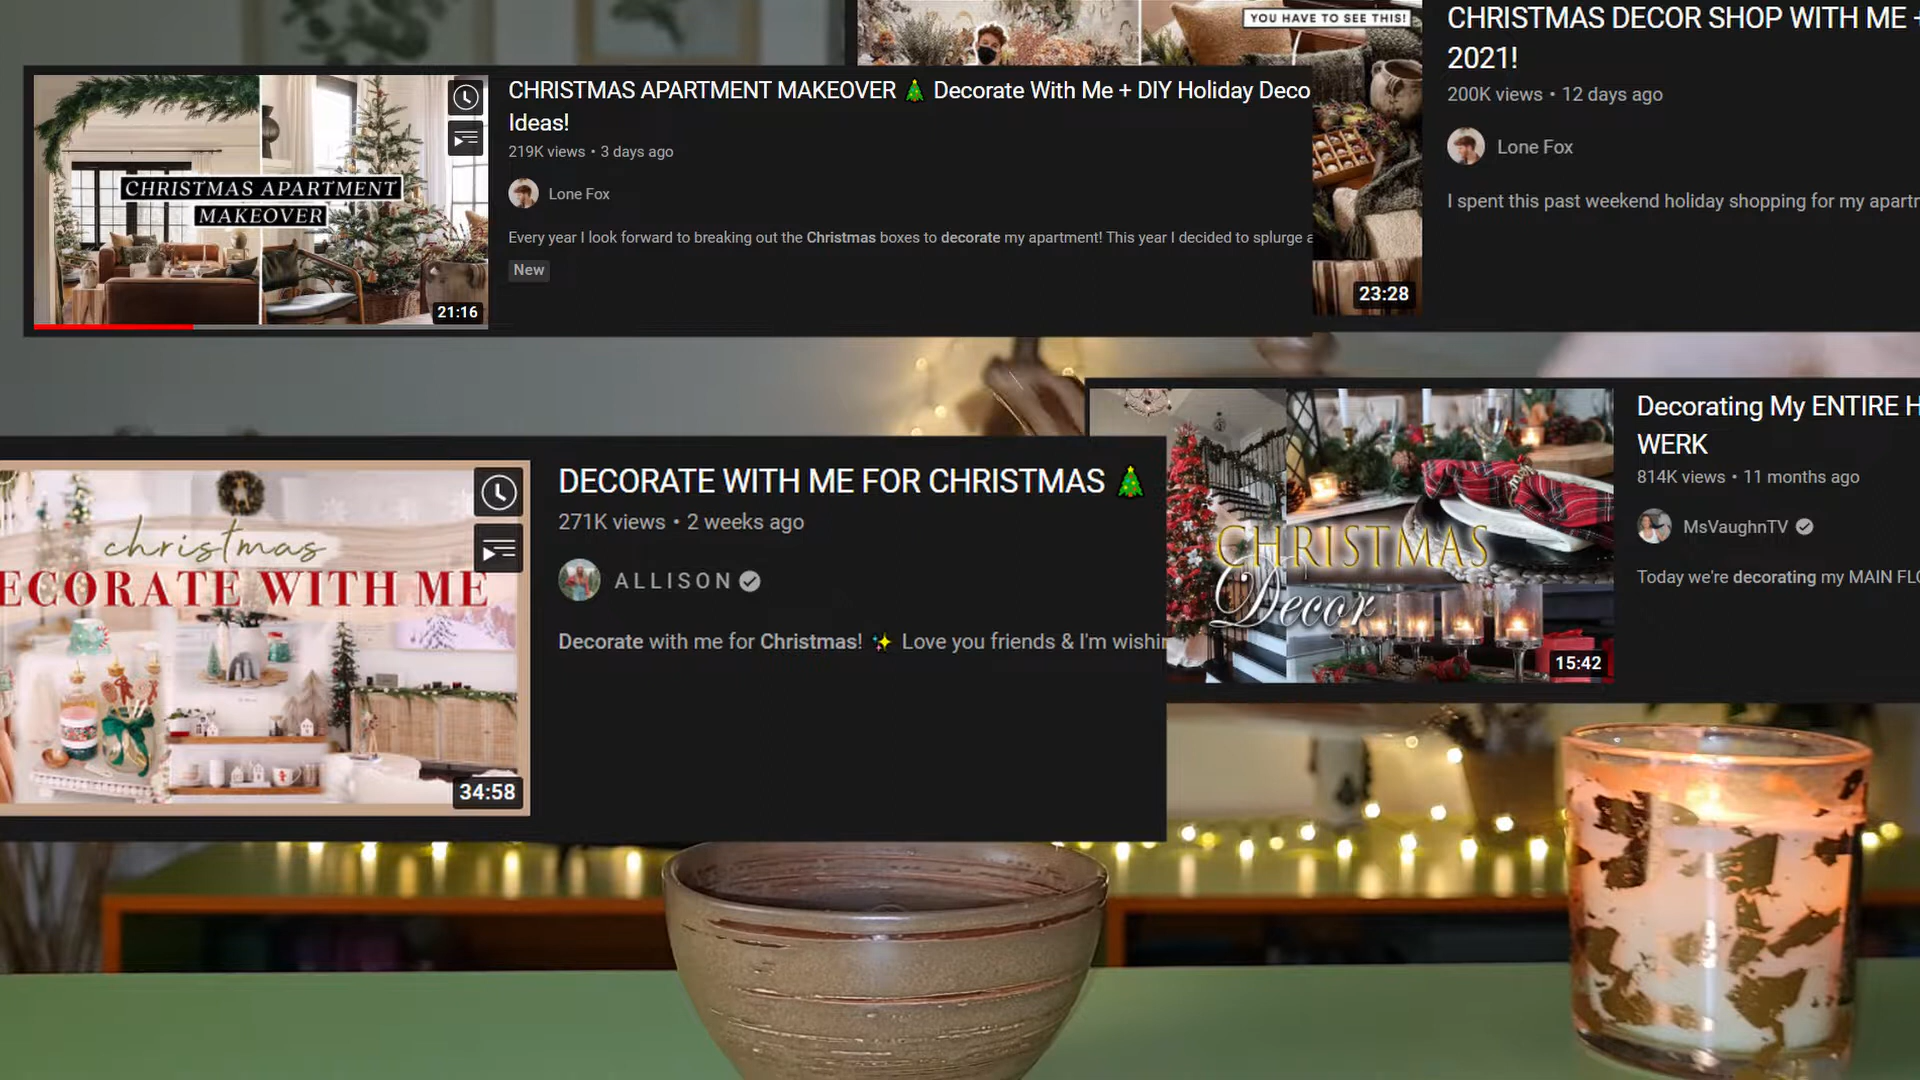 YOU HAVE TO SEE THIS!
CHRISTMAS DECOR SHOP WITH ME
2021!
200K views • 12 days ago
Lone Fox
I spent this past weekend holiday shopping for my
23:28
CHRISTMAS APARTMENT
MAKEOVER
21:16
CHRISTMAS APARTMENT MAKEOVER 🎄 Decorate With Me + DIY Holiday Deco
Ideas!
219K views • 3 days ago
Lone Fox
Every year I look forward to breaking out the Christmas boxes to decorate my apartment! This year I decided to splurge
New
christmas
ECORATE WITH ME
34:58
DECORATE WITH ME FOR CHRISTMAS 🎄
271K views • 2 weeks ago
ALLISON
Decorate with me for Christmas! ✨ Love you friends & I'm wishin
CHRISTMAS
Decor
15:42
Decorating My ENTIRE
WERK
814K views • 11 months ago
MsVaughnTV
Today we're decorating my MAIN